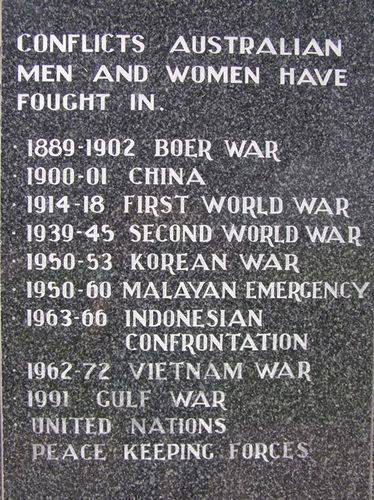 CONFLICTS AUSTRALIAN
MEN AND WOMEN HAVE
FOUGHT IN.
· 1889-1902 BOER WAR
· 1900-01 CHINA
· 1914-18 FIRST WORLD WAR
· 1939-45 SECOND WORLD WAR
· 1950-53 KOREAN WAR
· 1950-60 MALAYAN EMERGENCY
· 1963-66 INDONESIAN
CONFRONTATION
· 1962-72 VIETNAM WAR
· 1991 GULF WAR
· UNITED NATIONS
PEACE KEEPING FORCES